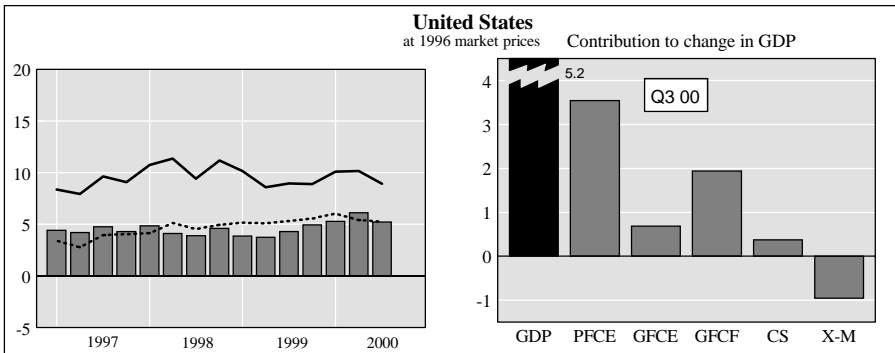 United States
at 1996 market prices
Contribution to change in GDP
20
15
10
5
0
-5
1997 1998 1999 2000
5.2
Q3 00
4
3
2
1
0
-1
GDP PFCE GFCE GFCF CS X-M